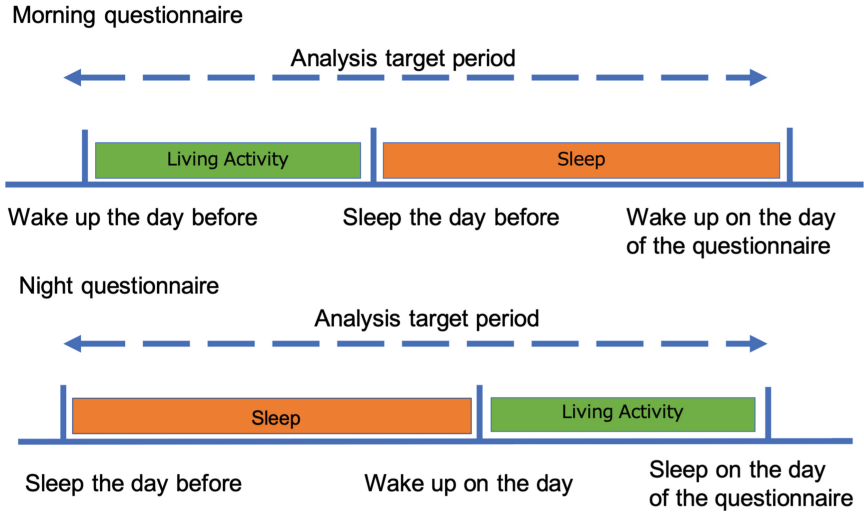 Morning questionnaire
Analysis target period
Living Activity
Sleep
Wake up the day before
Sleep the day before
Wake up on the day
of the questionnaire
Night questionnaire
Analysis target period
Sleep
Living Activity
Sleep the day before
Wake up on the day
Sleep on the day
of the questionnaire